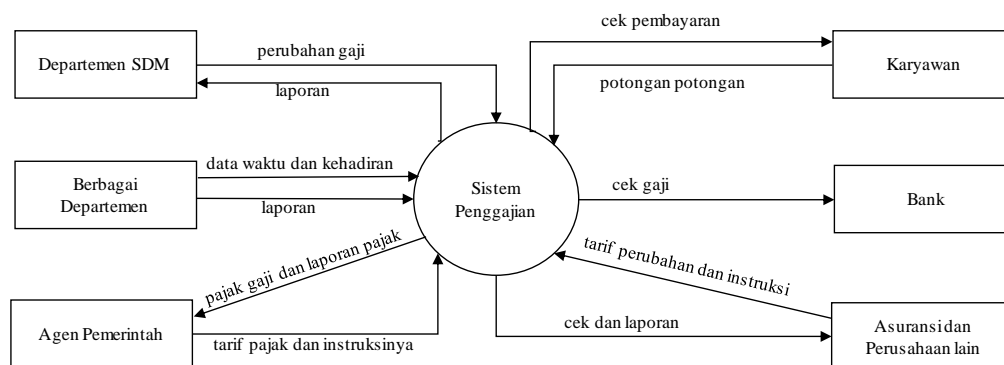 cek pembayaran
Departemen SDM
perubahan gaji
Karyawan
laporan
potongan potongan
data waktu dan kehadiran
Berbagai
Departemen
laporan
Sistem
Penggajian
cek gaji
Bank
pajak gaji dan laporan pajak
tarif perubahan dan instruksi
Agen Pemerintah
tarif pajak dan instruksinya
cek dan laporan
Asuransi dan
Perusahaan lain